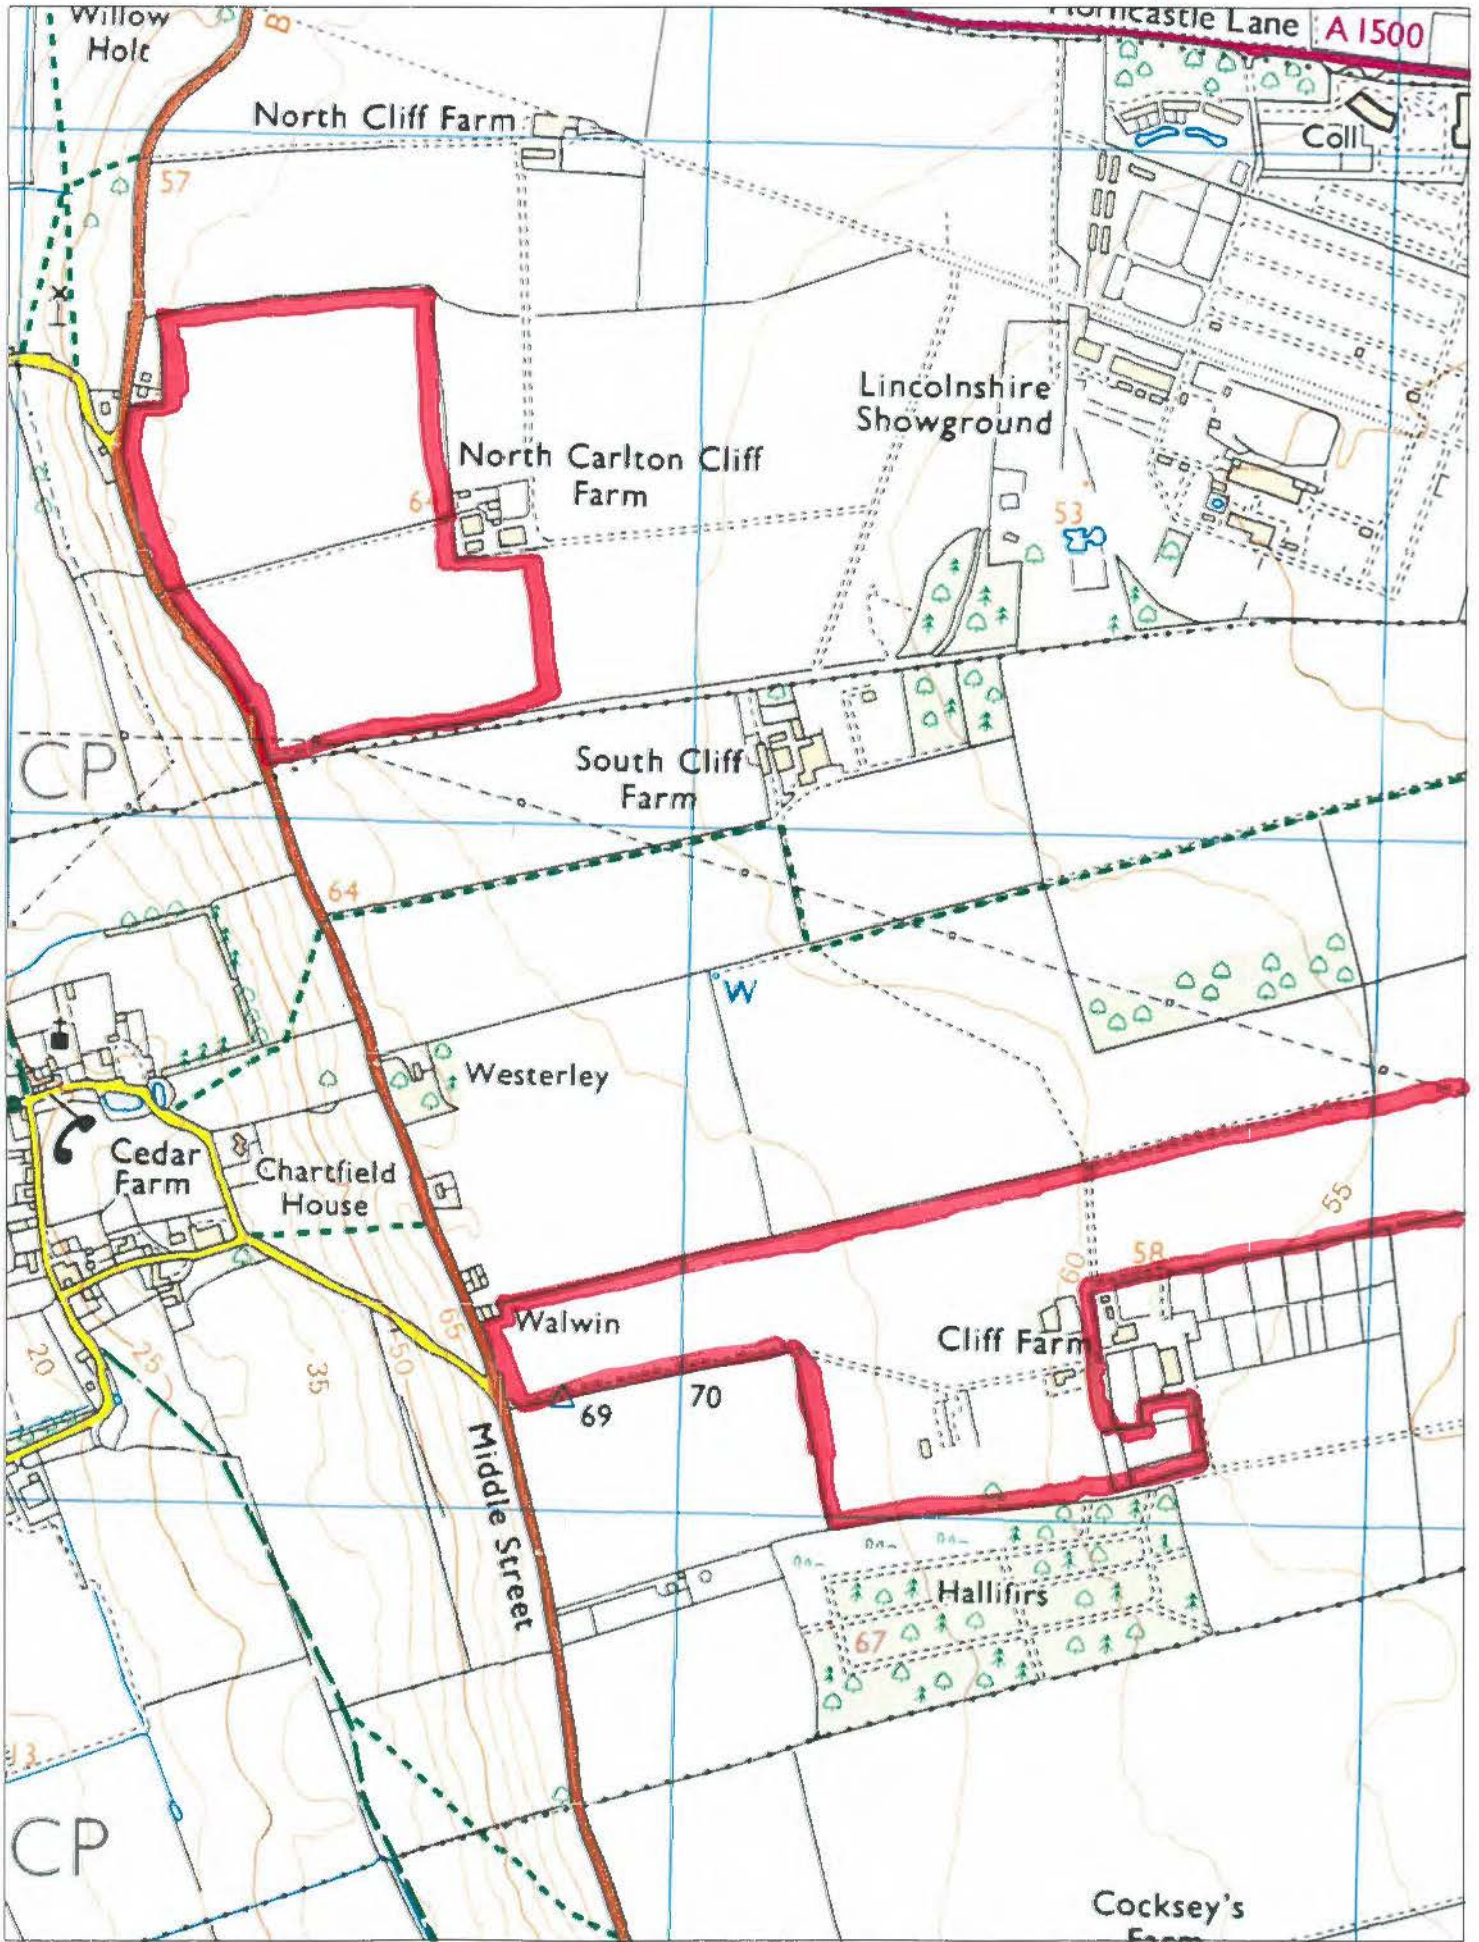 Willow
Holt
B
Horncastle Lane
A 1500
North Cliff Farm
Coll
57
Lincolnshire
Showground
North Carlton Cliff
Farm
53
CP
South Cliff
Farm
64
W
Westerley
Cedar
Farm
Chartfield
House
55
60
58
65
Walwin
Cliff Farm
20
25
35
50
69
70
Middle Street
Hallifirs
67
13
CP
Cocksey's
Farm